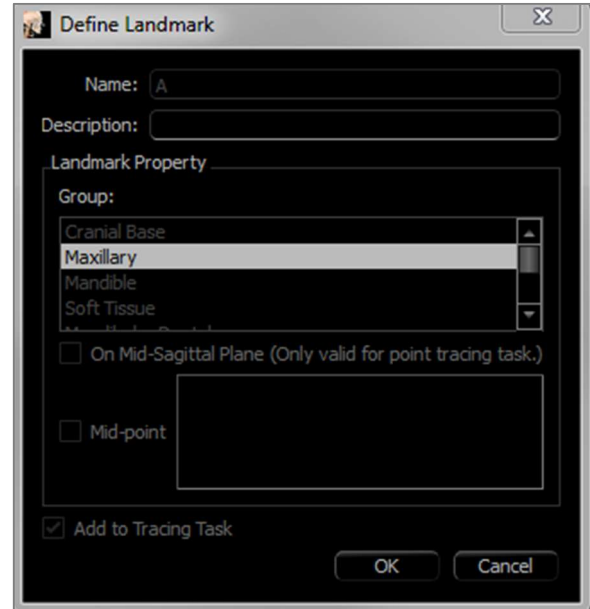 Define Landmark
Name: A
Description:
Landmark Property
Group:
Cranial Base
Maxillary
Mandible
Soft Tissue
On Mid-Sagittal Plane (Only valid for point tracing task.)
Mid-point
Add to Tracing Task
OK Cancel